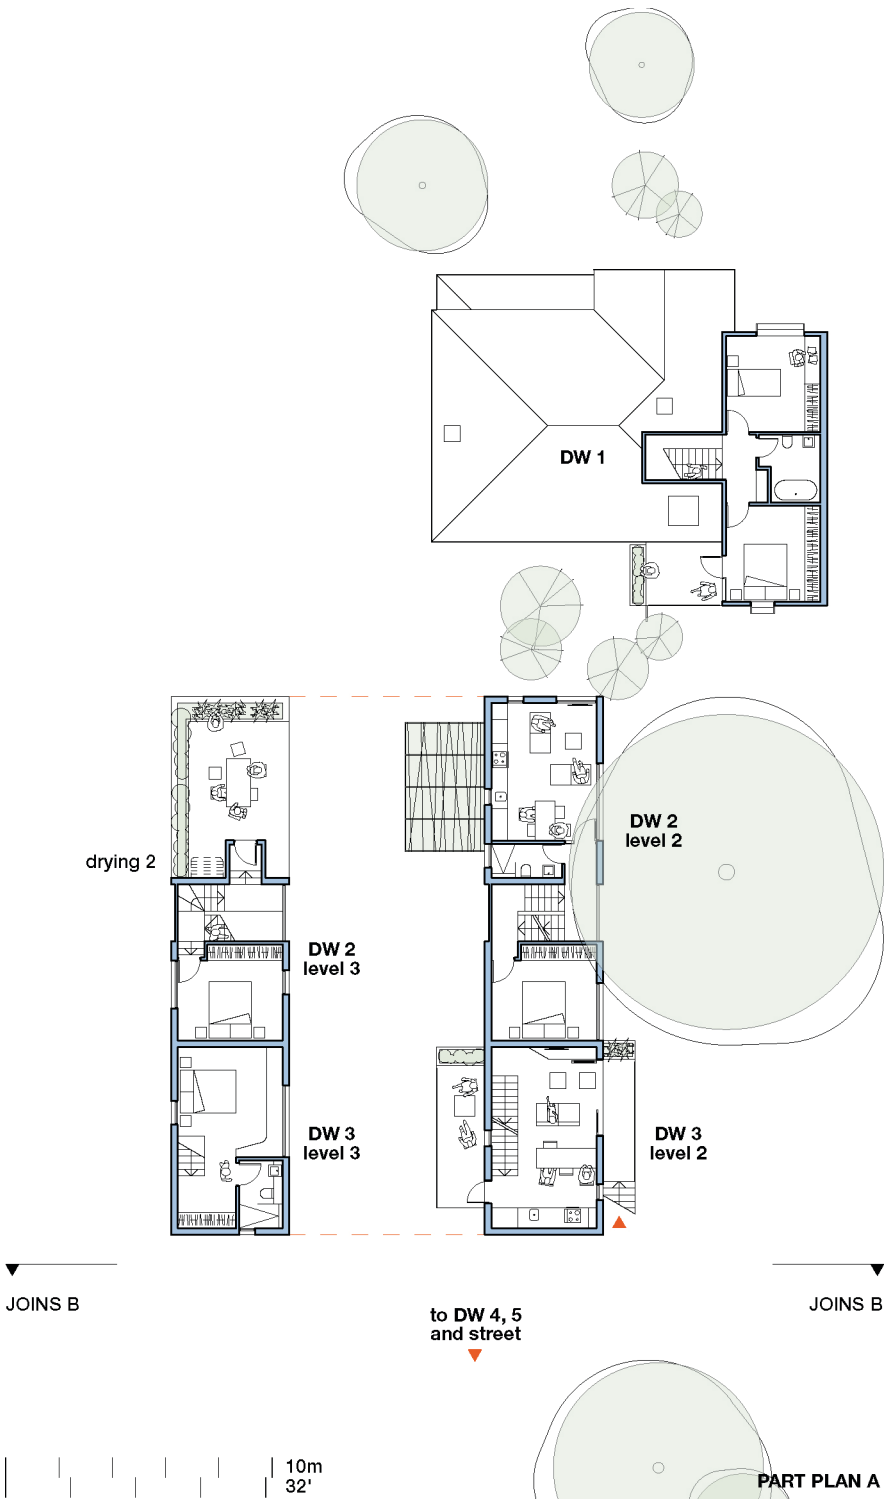 DW 1
DW 2
level 2
drying 2
DW 2
level 3
DW 3
level 3
DW 3
level 2
JOINS B
JOINS B
to DW 4, 5
and street
10m
32'
PART PLAN A